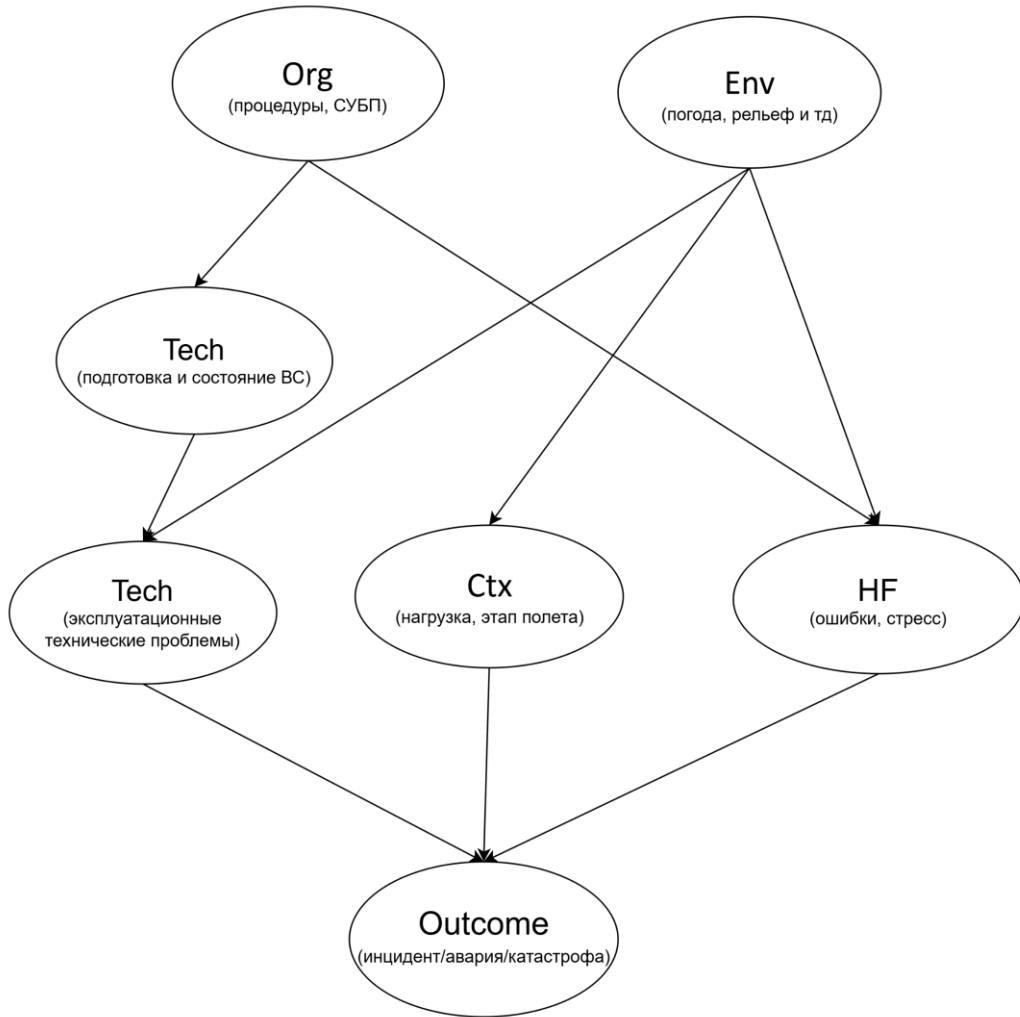 Org
(процедуры, СУБП)
Env
(погода, рельеф и тд)
Tech
(подготовка и состояние ВС)
Tech
(эксплуатационные
технические проблемы)
Ctx
(нагрузка, этап полета)
HF
(ошибки, стресс)
Outcome
(инцидент/авария/катастрофа)